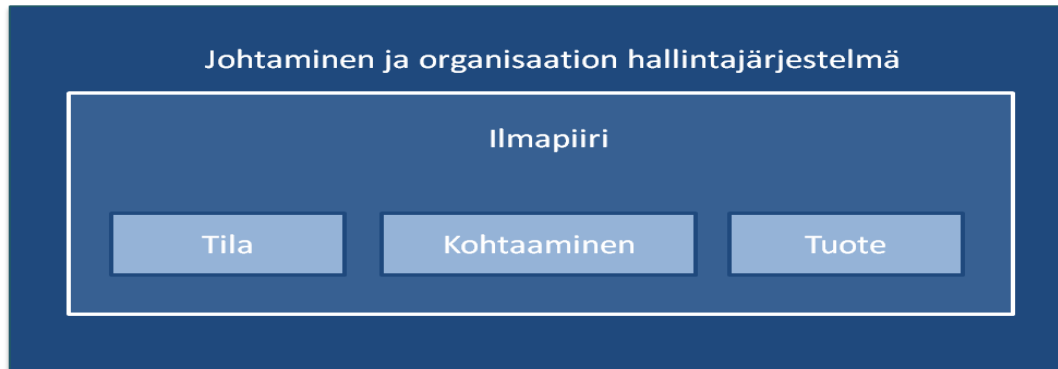 Johtaminen ja organisaation hallintajärjestelmä
Ilmapiiri
Tila
Kohtaaminen
Tuote